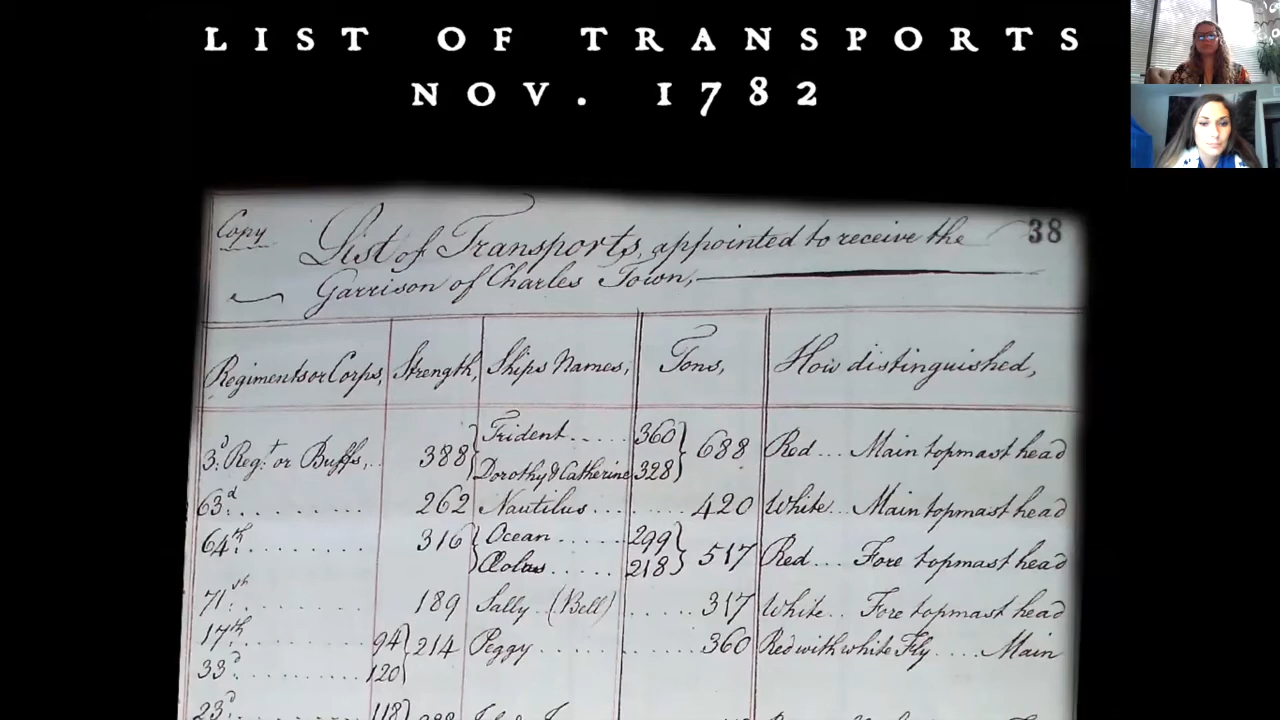 LIST OF TRANSPORTS
NOV. 1782
Copy
List of Transports, appointed to receive the 38
Garrison of Charles Town,
Regiments or Corps, Strength, Ships Names, Tons, How distinguished,
3.d Regt. or Buffs, .. 388 { Trident..... 360 } 688 Red... Main topmast head
Dorothy & Catherine 328
63.d ......... 262 Nautilus......... 420 White... Main topmast head
64.th ........ 316 { Ocean ..... 299 } 517 Red... Fore topmast head
Œolus..... 218
71.st ........ 189 Sally (Bell) ..... 317 White.. Fore topmast head
17.th ........ 94 } 214 Peggy ......... 360 Red with white Fly .... Main
33.d ......... 120
23.d ........ 118